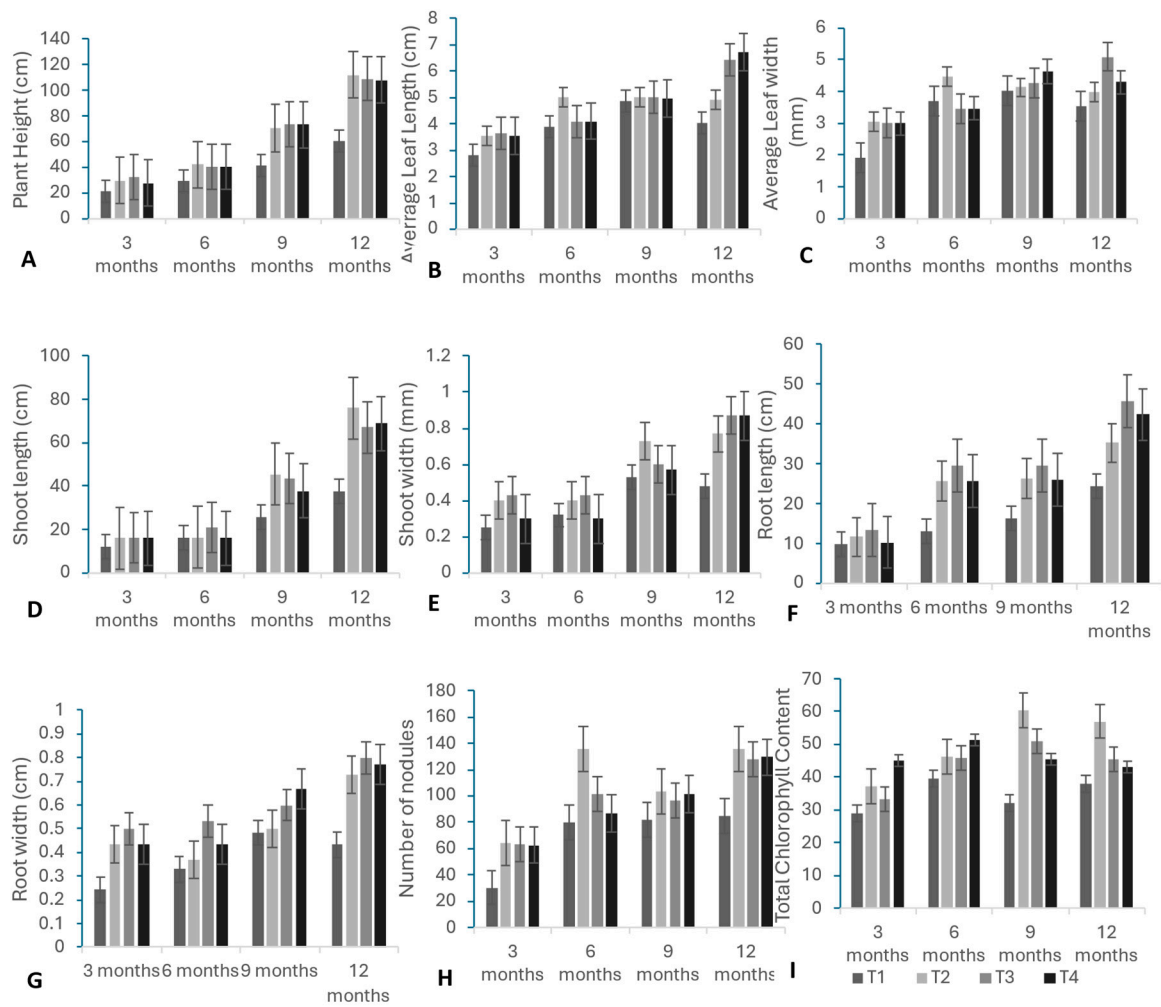 Plant Height (cm)
140
120
100
80
60
40
20
0
3 months
6 months
9 months
12 months
A
Averrage Leaf Length (cm)
8
7
6
5
4
3
2
1
0
3 months
6 months
9 months
12 months
B
Average Leaf width (mm)
6
5
4
3
2
1
0
3 months
6 months
9 months
12 months
C
Shoot length (cm)
100
80
60
40
20
0
3 months
6 months
9 months
12 months
D
Shoot width (mm)
1.2
1
0.8
0.6
0.4
0.2
0
3 months
6 months
9 months
12 months
E
Root length (cm)
60
50
40
30
20
10
0
3 months
6 months
9 months
12 months
F
Root width (cm)
1
0.9
0.8
0.7
0.6
0.5
0.4
0.3
0.2
0.1
0
3 months
6 months
9 months
12 months
G
Number of nodules
180
160
140
120
100
80
60
40
20
0
3 months
6 months
9 months
12 months
H
Total Chlorophyll Content
70
60
50
40
30
20
10
0
3 months
6 months
9 months
12 months
I
T1
T2
T3
T4